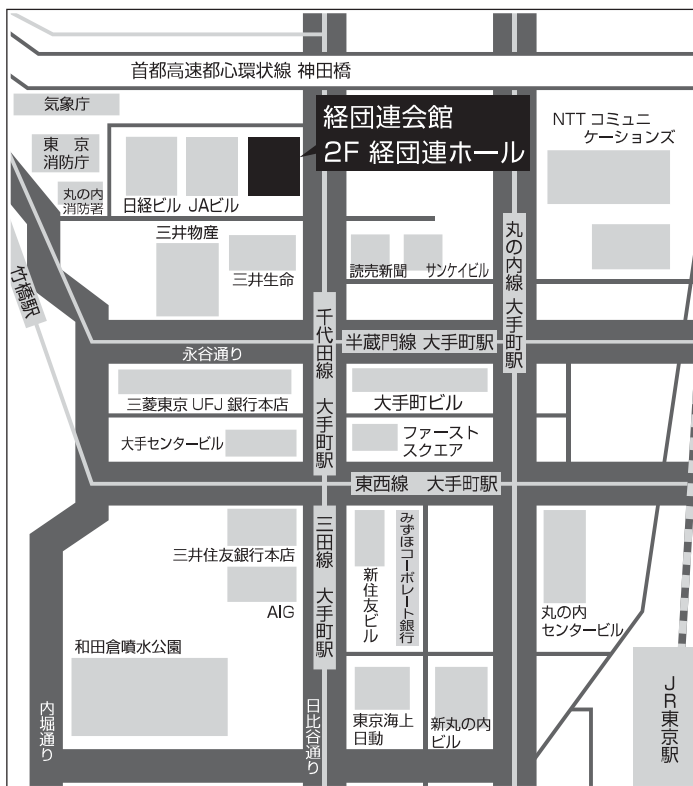 首都高速都心環状線 神田橋
気象庁
経団連会館
2F 経団連ホール
NTT コミュニ
ケーションズ
東 京
消防庁
丸の内
消防署
日経ビル
JAビル
三井物産
三井生命
読売新聞
サンケイビル
丸の内線 大手町駅
竹橋駅
千代田線 大手町駅
半蔵門線 大手町駅
永谷通り
三菱東京 UFJ 銀行本店
大手町ビル
大手センタービル
ファースト
スクエア
東西線 大手町駅
三井住友銀行本店
三田線 大手町駅
新住友ビル
みずほコーポレート銀行
AIG
丸の内
センタービル
和田倉噴水公園
内堀通り
日比谷通り
東京海上
日動
新丸の内
ビル
JR東京駅